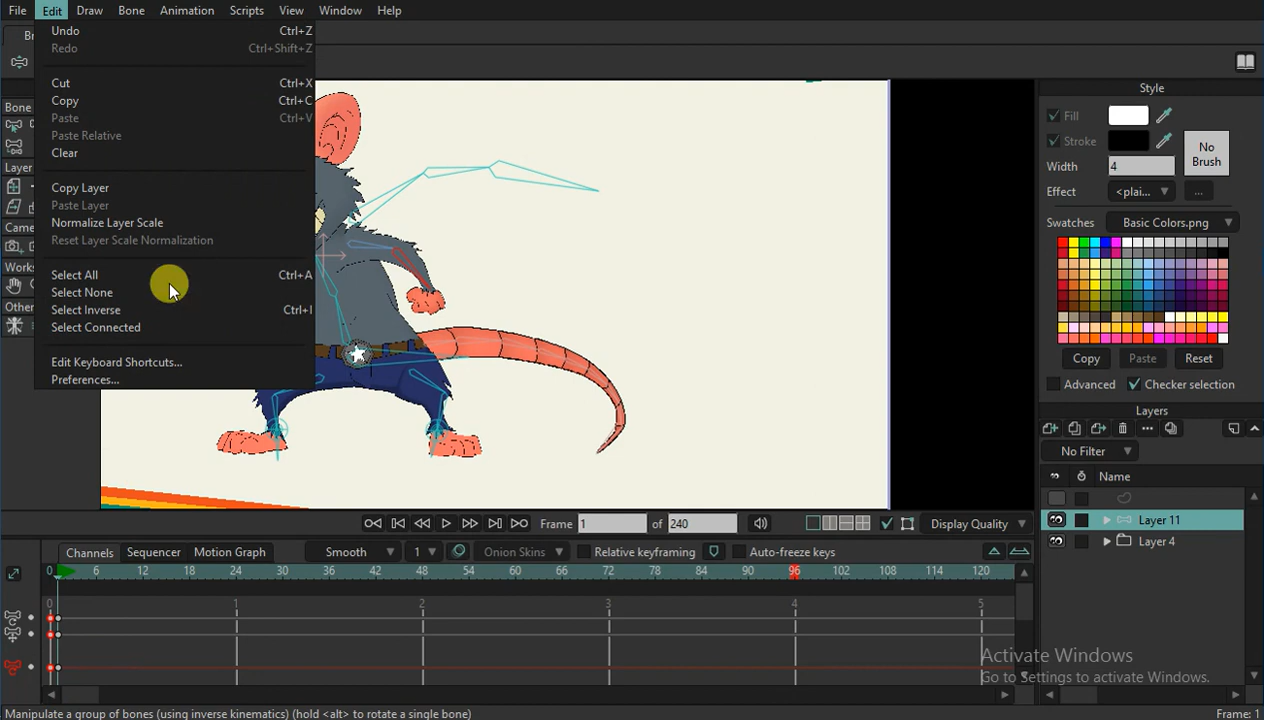 File Edit Draw Bone Animation Scripts View Window Help
Undo Ctrl+Z
Redo Ctrl+Shift+Z
Cut Ctrl+X
Copy Ctrl+C
Paste Ctrl+V
Paste Relative
Clear
Copy Layer
Paste Layer
Normalize Layer Scale
Reset Layer Scale Normalization
Select All Ctrl+A
Select None
Select Inverse Ctrl+I
Select Connected
Edit Keyboard Shortcuts...
Preferences...
Bone
Layer
Style
Fill
Stroke
No Brush
Width 4
Effect <plai... ...
Swatches Basic Colors.png
Copy Paste Reset
Advanced Checker selection
Layers
No Filter
Name
Layer 11
Layer 4
Frame 1 of 240 Display Quality
Channels Sequencer Motion Graph Smooth 1 Onion Skins Relative keyframing Auto-freeze keys
0 6 12 18 24 30 36 42 48 54 60 66 72 78 84 90 96 102 108 114 120
0 1 2 3 4 5
Activate Windows
Go to Settings to activate Windows.
Manipulate a group of bones (using inverse kinematics) (hold <alt> to rotate a single bone) Frame: 1